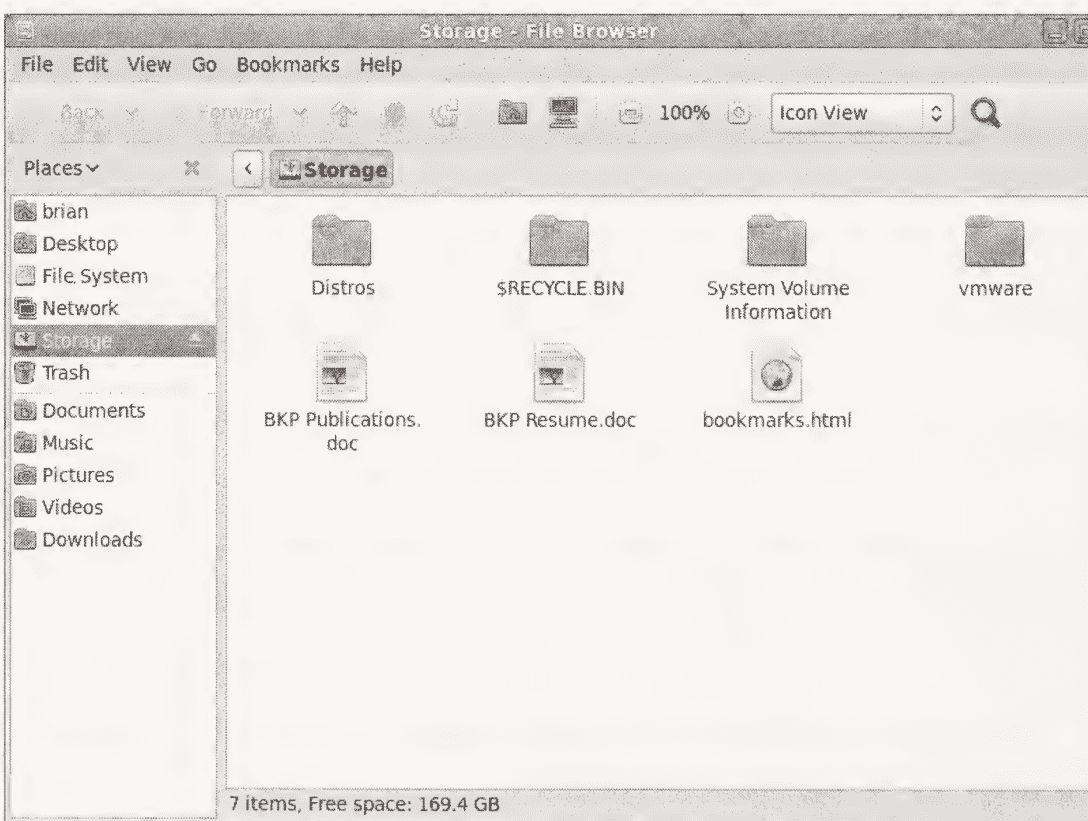 Storage - File Browser
File Edit View Go Bookmarks Help
Back Forward 100% Icon View
Places Storage
brian
Desktop
File System
Network
Storage
Trash
Documents
Music
Pictures
Videos
Downloads
Distros
$RECYCLE.BIN
System Volume
Information
vmware
BKP Publications.
doc
BKP Resume.doc
bookmarks.html
7 items, Free space: 169.4 GB